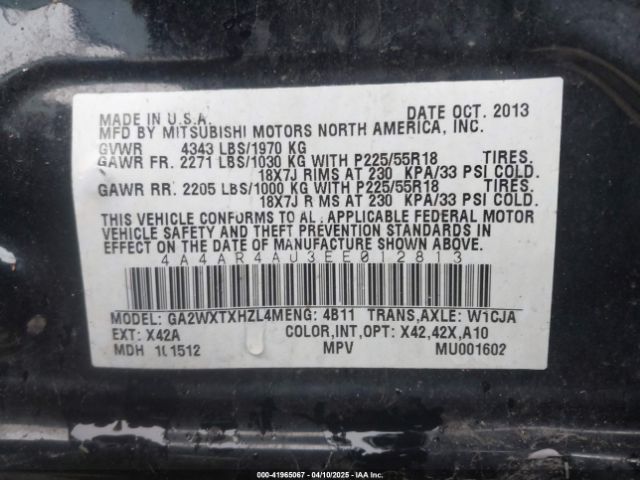 MADE IN U.S.A. DATE OCT. 2013
MFD BY MITSUBISHI MOTORS NORTH AMERICA, INC.
GVWR 4343 LBS/1970 KG
GAWR FR. 2271 LBS/1030 KG WITH P225/55R18 TIRES.
18X7J RIMS AT 230 KPA/33 PSI COLD.
GAWR RR. 2205 LBS/1000 KG WITH P225/55R18 TIRES.
18X7J R MS AT 230 KPA/33 PSI COLD.
THIS VEHICLE CONFORMS TO AL. APPLICABLE FEDERAL MOTOR
VEHICLE SAFETY AND THEFT PREVENTION STANDARDS IN
EFFECT ON THE DATE OF MANUFACTURE SHOWN ABOVE.
4A4AR4AU3EE012813
MODEL: GA2WXTXHZL4M ENG: 4B11 TRANS,AXLE: W1CJA
EXT: X42A COLOR,INT,OPT: X42,42X,A10
MDH 101512 MPV MU001602
000-41965067 - 04/10/2025 - IAA Inc.